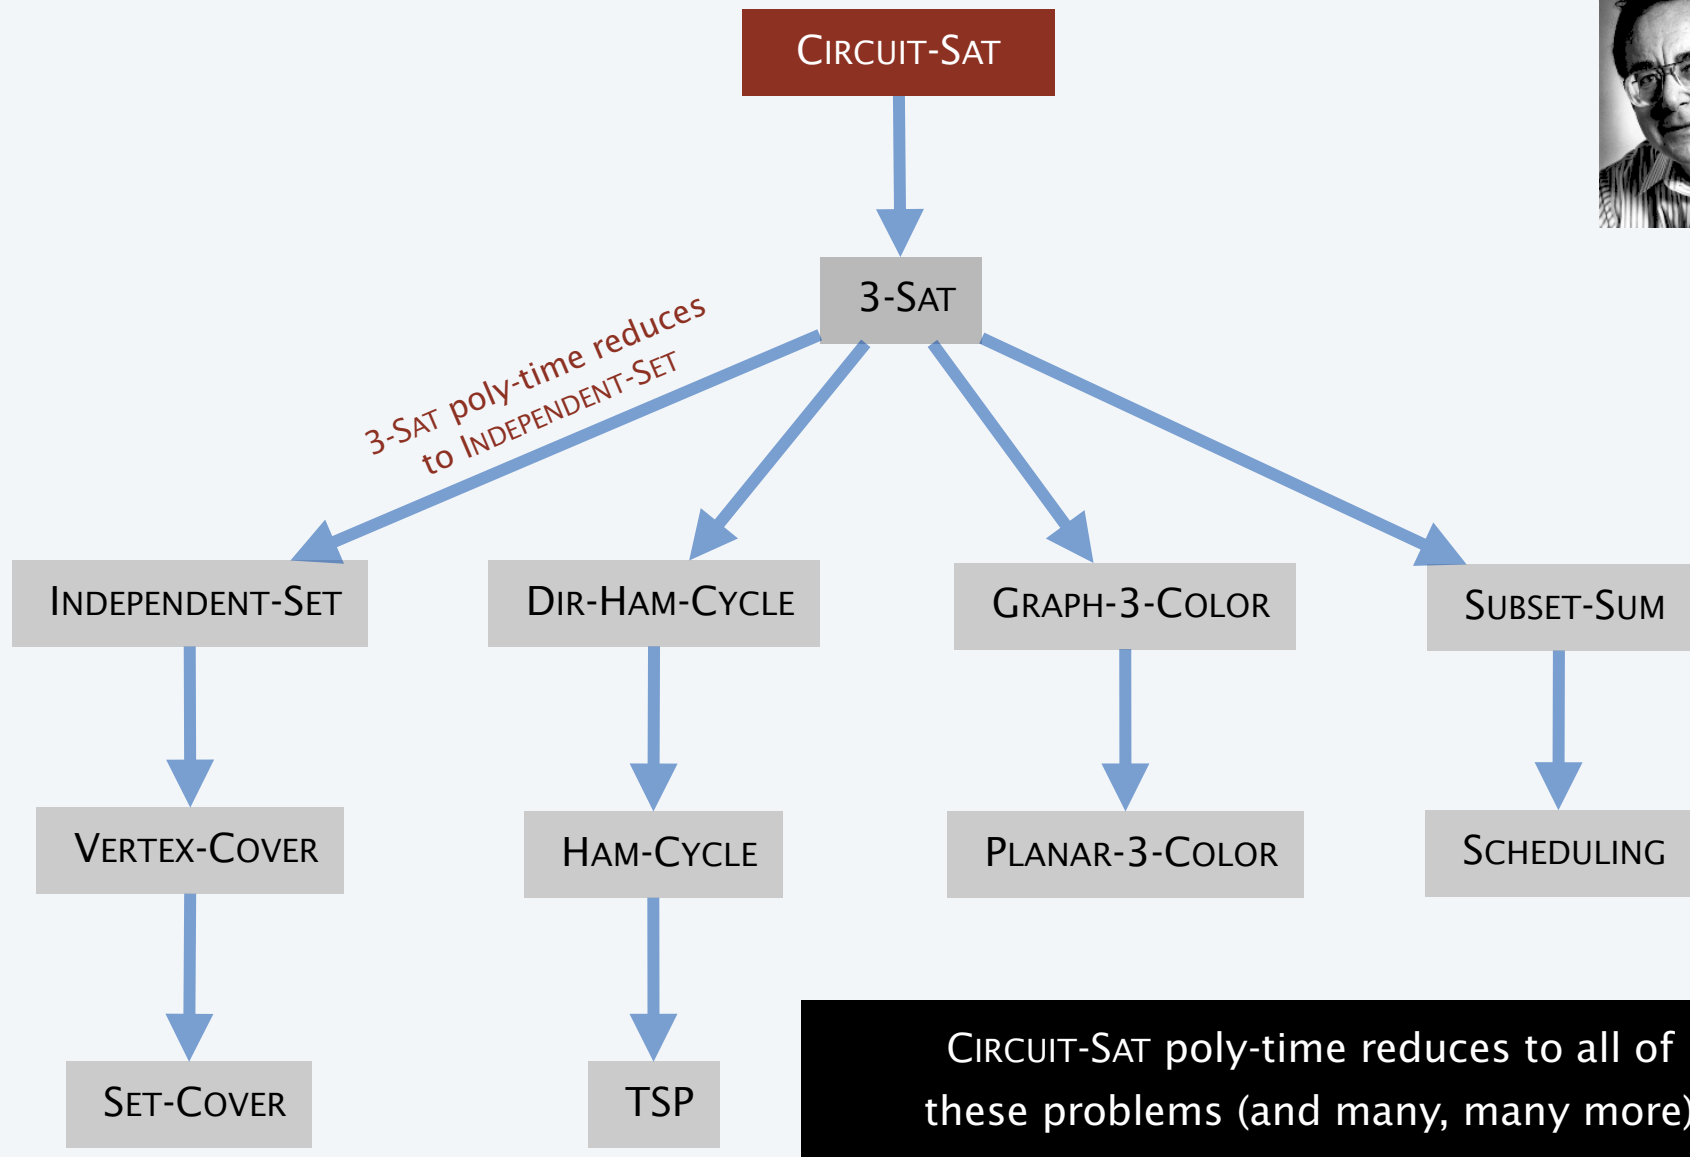 CIRCUIT-SAT
3-SAT
3-SAT poly-time reduces
to INDEPENDENT-SET
INDEPENDENT-SET
DIR-HAM-CYCLE
GRAPH-3-COLOR
SUBSET-SUM
VERTEX-COVER
HAM-CYCLE
PLANAR-3-COLOR
SCHEDULING
SET-COVER
TSP
CIRCUIT-SAT poly-time reduces to all of
these problems (and many, many more)